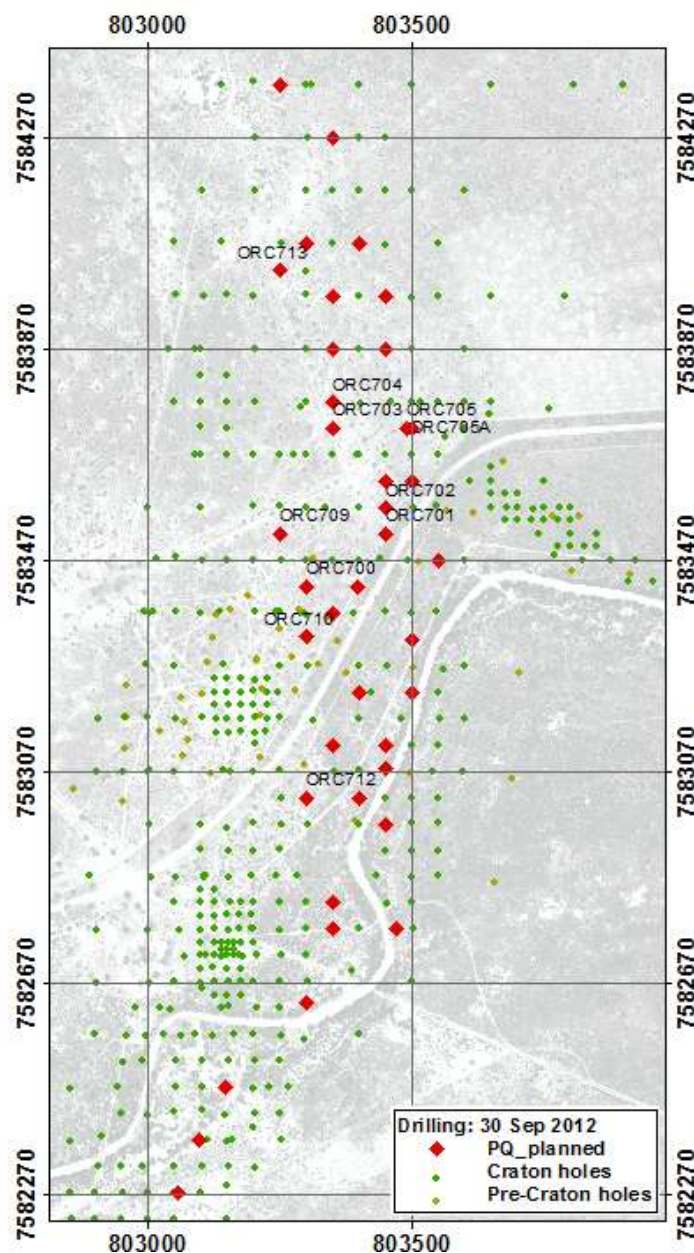 803000 803500
7584270 7584270
ORC713
7583870 7583870
ORC704
ORC703 ORC705
ORC705A
ORC702
ORC709 ORC701
7583470 7583470
ORC700
ORC710
7583070 7583070
ORC712
7582670 7582670
Drilling: 30 Sep 2012
PQ_planned
Craton holes
Pre-Craton holes
7582270 7582270
803000 803500